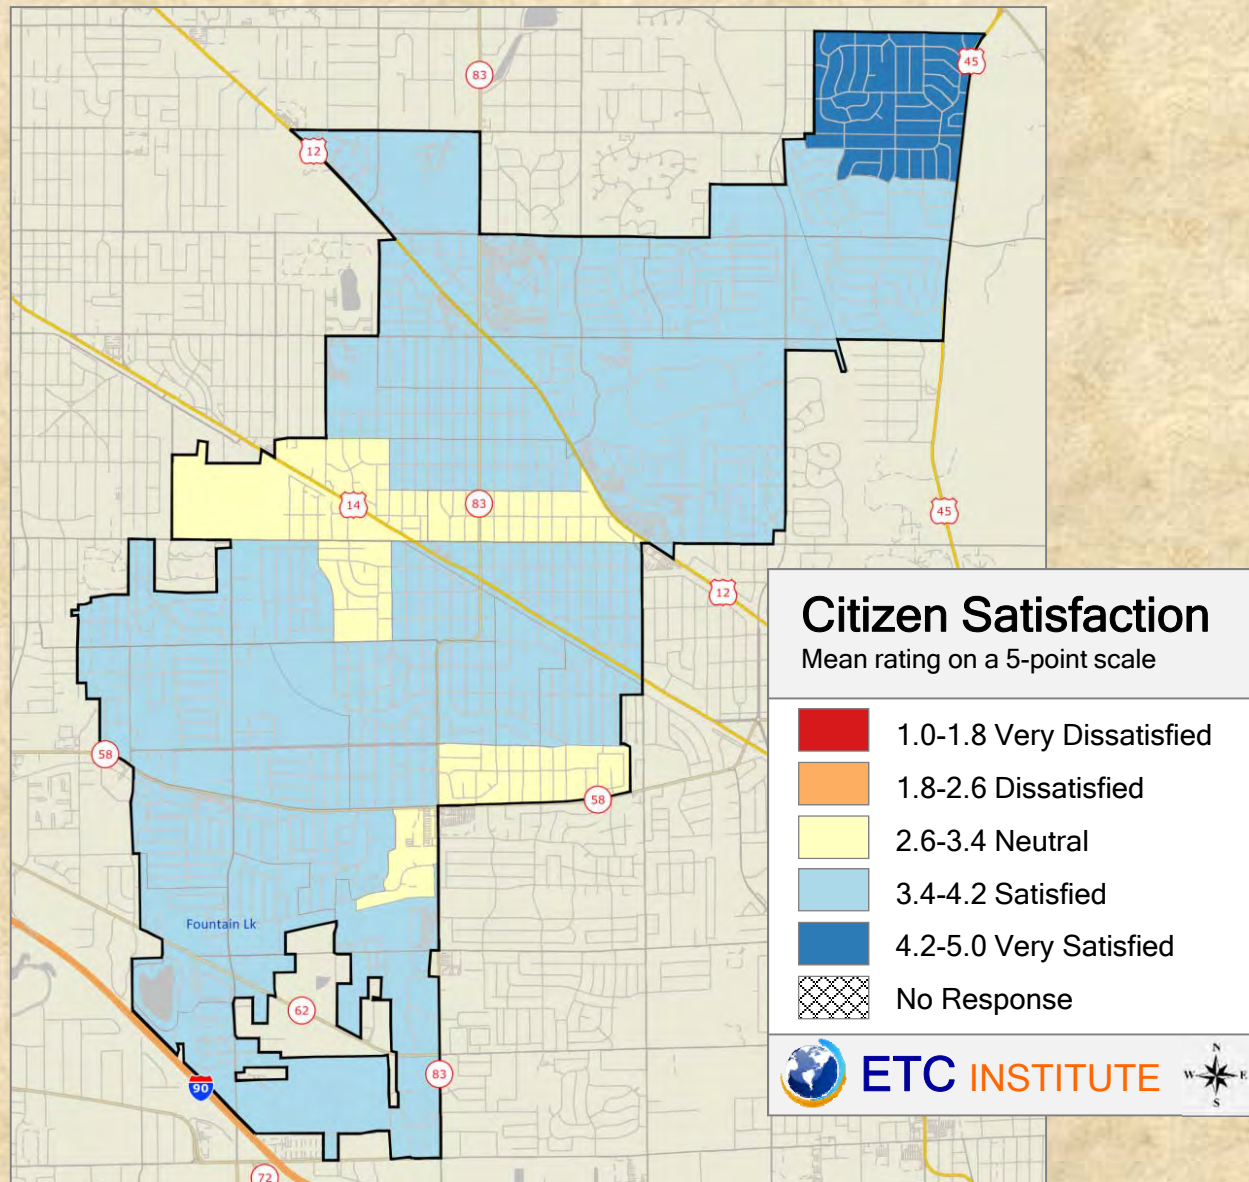 45
83
12
14
83
45
12
58
58
Fountain Lk
62
83
90
72
Citizen Satisfaction
Mean rating on a 5-point scale
1.0-1.8 Very Dissatisfied
1.8-2.6 Dissatisfied
2.6-3.4 Neutral
3.4-4.2 Satisfied
4.2-5.0 Very Satisfied
No Response
ETC INSTITUTE
N
W E
S